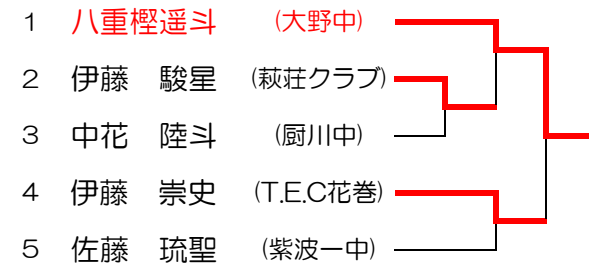 1 八重樫遥斗 (大野中)
2 伊藤　駿星 (萩荘クラブ)
3 中花　陸斗 (厨川中)
4 伊藤　崇史 (T.E.C花巻)
5 佐藤　琉聖 (紫波一中)